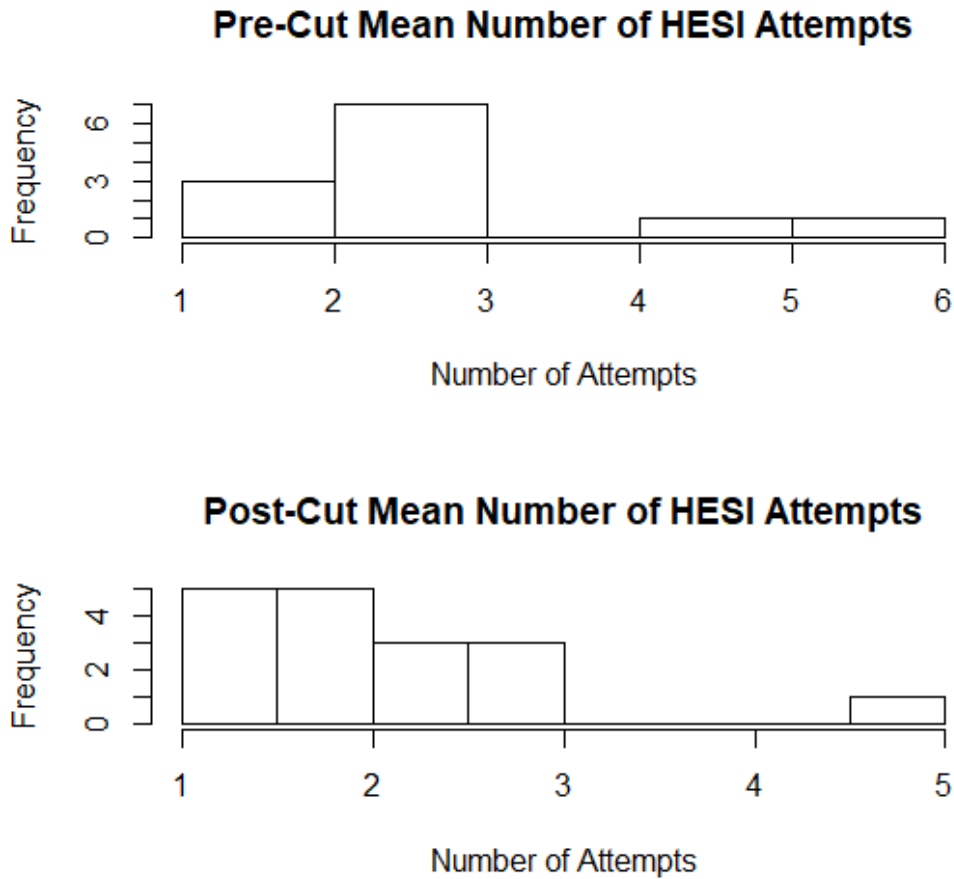 Pre-Cut Mean Number of HESI Attempts
Frequency
6
3
0
1 2 3 4 5 6
Number of Attempts
Post-Cut Mean Number of HESI Attempts
Frequency
4
2
0
1 2 3 4 5
Number of Attempts